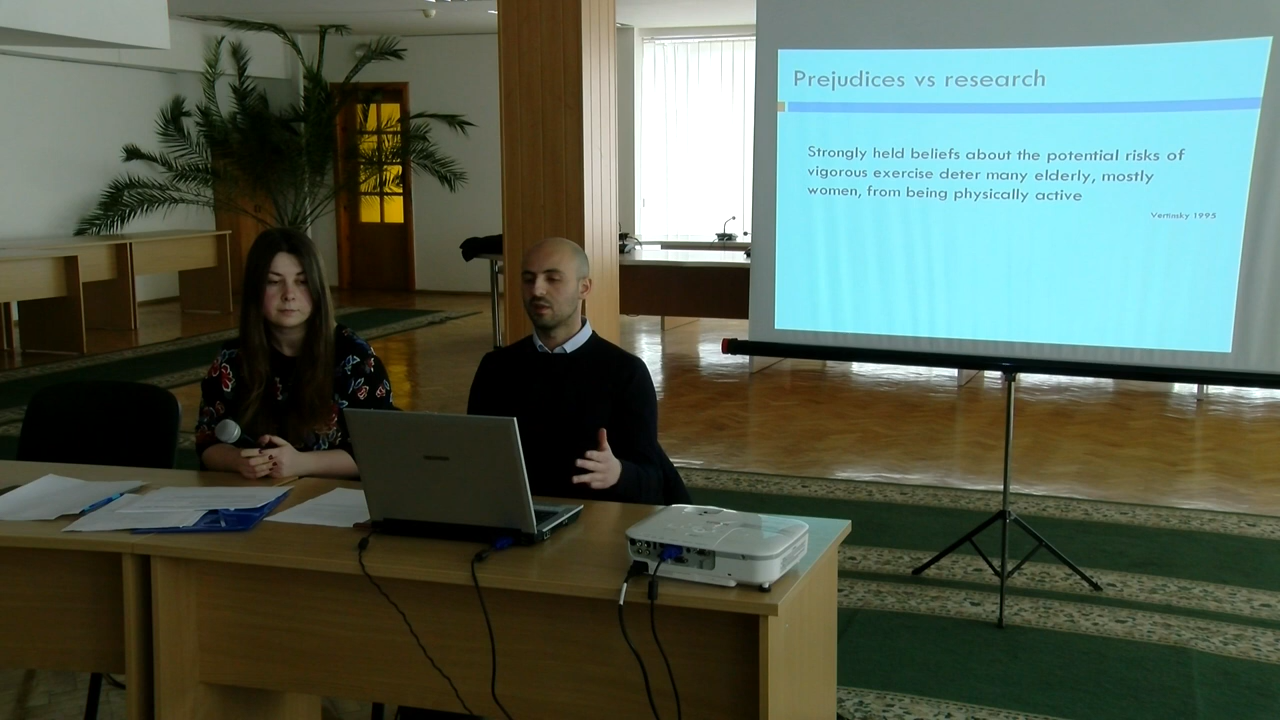 Prejudices vs research
Strongly held beliefs about the potential risks of
vigorous exercise deter many elderly, mostly
women, from being physically active
Vertinsky 1995